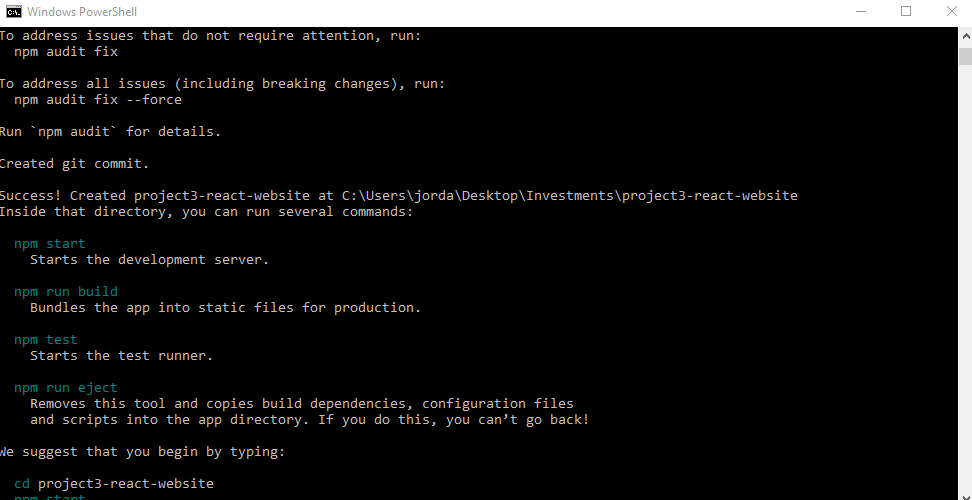 Windows PowerShell
To address issues that do not require attention, run:
npm audit fix
To address all issues (including breaking changes), run:
npm audit fix --force
Run `npm audit` for details.
Created git commit.
Success! Created project3-react-website at C:\Users\jorda\Desktop\Investments\project3-react-website
Inside that directory, you can run several commands:
npm start
Starts the development server.
npm run build
Bundles the app into static files for production.
npm test
Starts the test runner.
npm run eject
Removes this tool and copies build dependencies, configuration files
and scripts into the app directory. If you do this, you can’t go back!
We suggest that you begin by typing:
cd project3-react-website
npm start